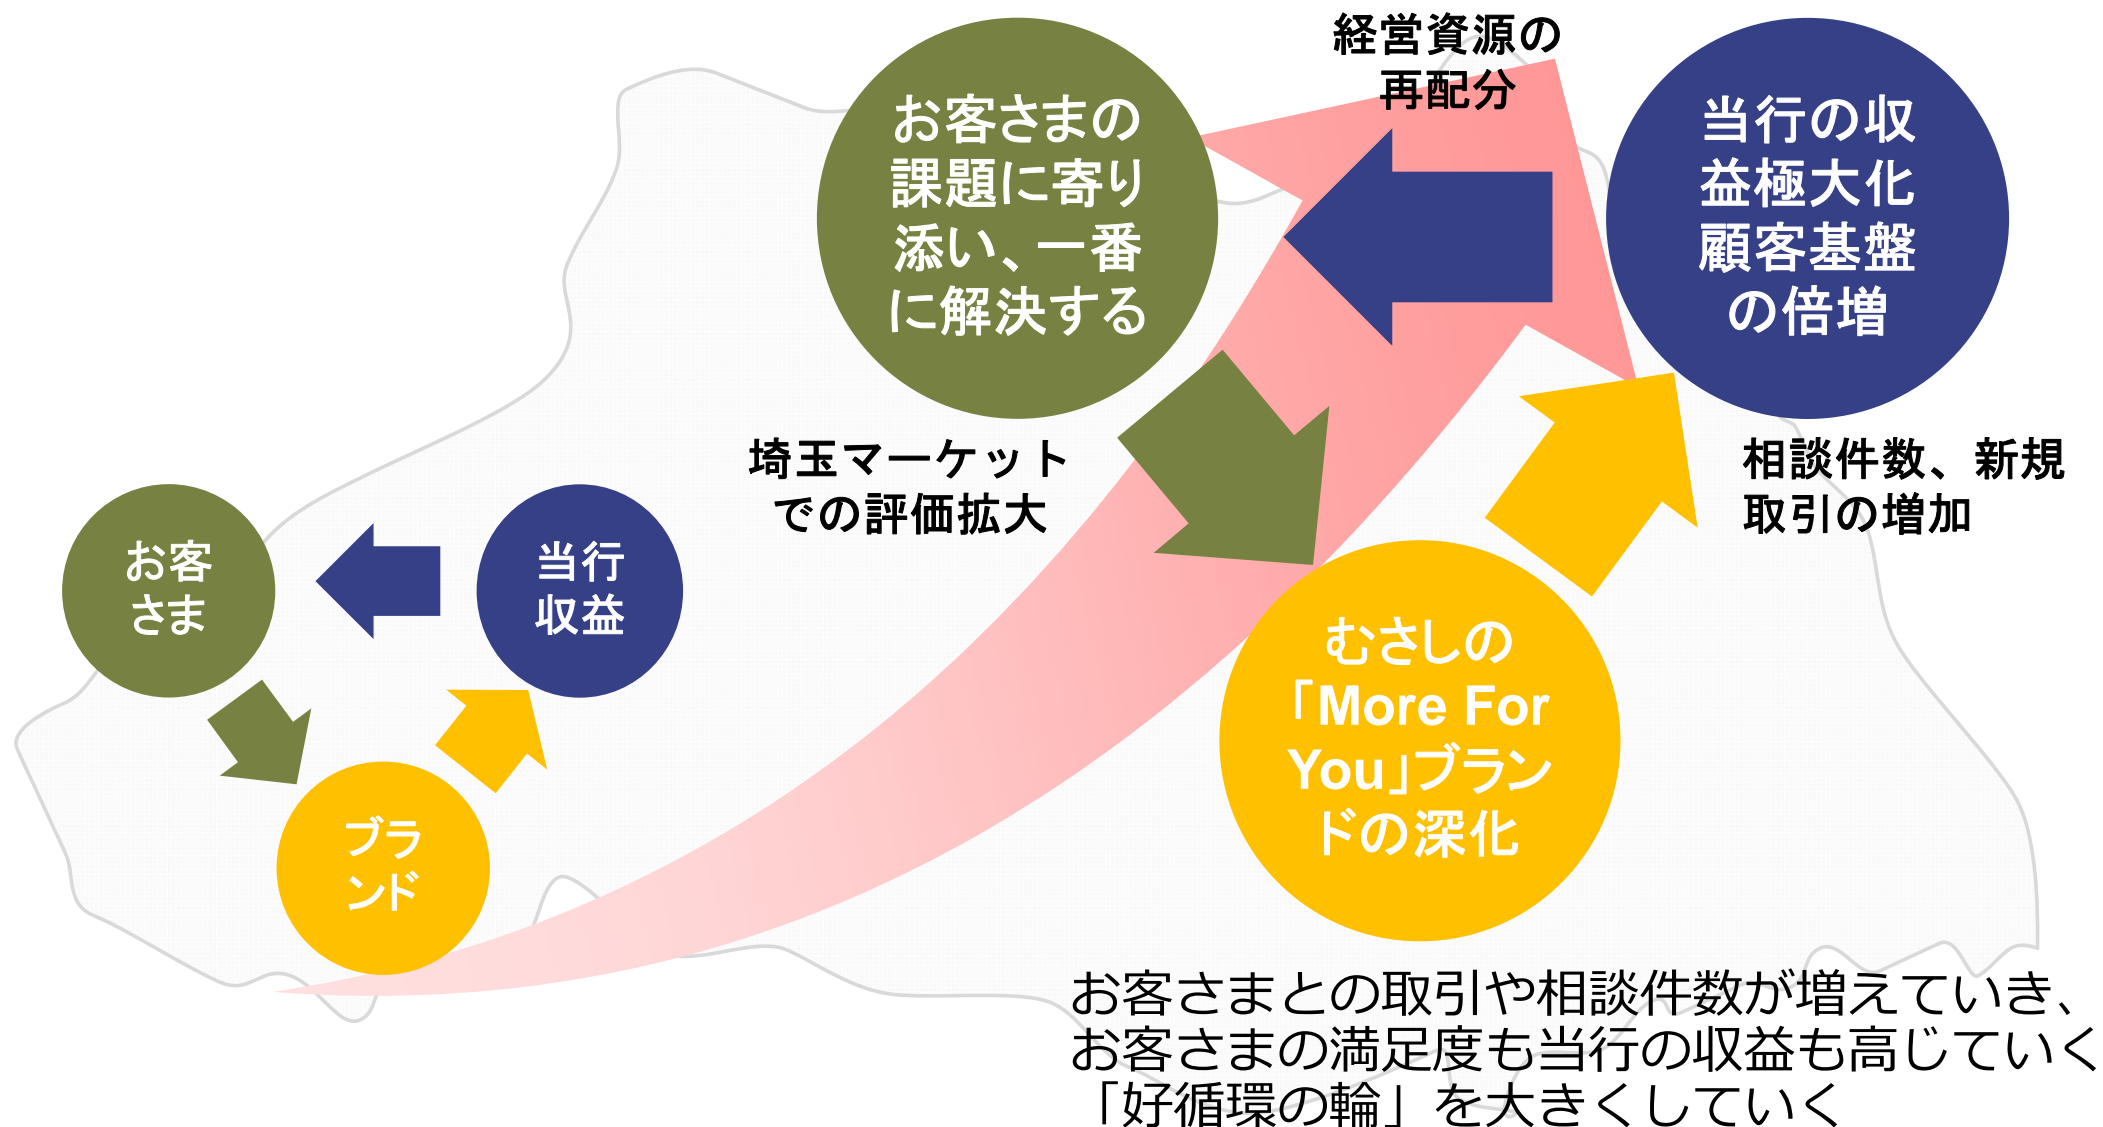 経営資源の
再配分
お客さまの
課題に寄り
添い、一番
に解決する
当行の収
益極大化
顧客基盤
の倍増
埼玉マーケット
での評価拡大
相談件数、新規
取引の増加
お客
さま
当行
収益
ブラ
ンド
むさしの
「More For
You」ブラン
ドの深化
お客さまとの取引や相談件数が増えていき、
お客さまの満足度も当行の収益も高じていく
「好循環の輪」を大きくしていく